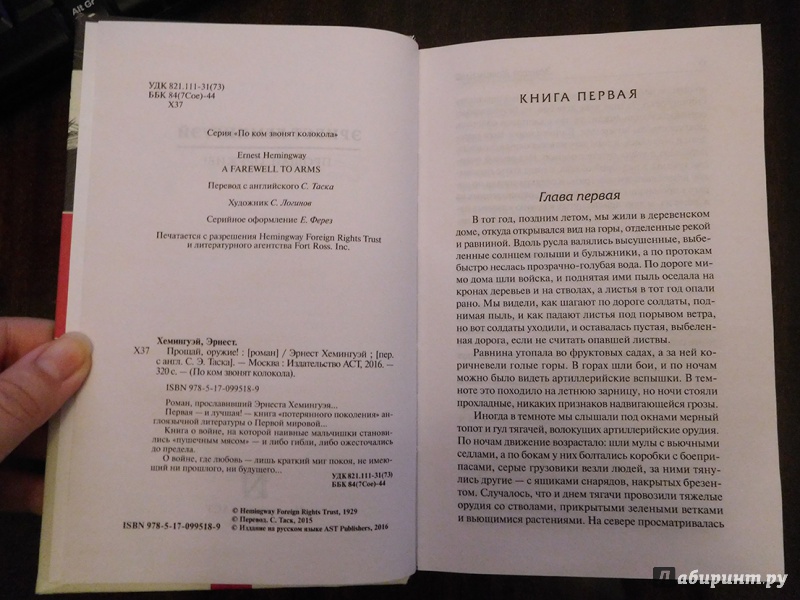 Alt G
УДК 821.111-31(73)
ББК 84(7Сое)-44
Х37
Серия «По ком звонят колокола»
Ernest Hemingway
A FAREWELL TO ARMS
Перевод с английского С. Таска
Художник С. Логинов
Серийное оформление Е. Ферез
Печатается с разрешения Hemingway Foreign Rights Trust
и литературного агентства Fort Ross. Inc.
Хемингуэй, Эрнест.
Х37 Прощай, оружие! : [роман] / Эрнест Хемингуэй ; [пер.
с англ. С. Э. Таска]. — Москва : Издательство АСТ, 2016. —
320 с. — (По ком звонят колокола).
ISBN 978-5-17-099518-9
Роман, прославивший Эрнеста Хемингуэя...
Первая — и лучшая! — книга «потерянного поколения» ан-
глоязычной литературы о Первой мировой...
Книга о войне, на которой наивные мальчишки станови-
лись «пушечным мясом» — и либо гибли, либо ожесточались
до предела.
О войне, где любовь — лишь краткий миг покоя, не имею-
щий ни прошлого, ни будущего...
УДК 821.111-31(73)
ББК 84(7Сое)-44
© Hemingway Foreign Rights Trust, 1929
© Перевод. С. Таск, 2015
ISBN 978-5-17-099518-9 © Издание на русском языке AST Publishers, 2016
КНИГА ПЕРВАЯ
Глава первая
В тот год, поздним летом, мы жили в деревенском
доме, откуда открывался вид на горы, отделенные рекой
и равниной. Вдоль русла валялись высушенные, выбе-
ленные солнцем голыши и булыжники, а по протокам
быстро неслась прозрачно-голубая вода. По дороге ми-
мо дома шли войска, и поднятая ими пыль оседала на
кронах деревьев и на стволах, а листья в тот год опали
рано. Мы видели, как шагают по дороге солдаты, под-
нимая пыль, и как падают листья под порывом ветра,
но вот солдаты уходили, и оставалась пустая, выбелен-
ная дорога, если не считать опавшей листвы.
Равнина утопала во фруктовых садах, а за ней ко-
ричневели голые горы. В горах шли бои, и по ночам
можно было видеть артиллерийские вспышки. В тем-
ноте это походило на летнюю зарницу, но ночи стояли
прохладные, никаких признаков надвигающейся грозы.
Иногда в темноте мы слышали под окнами мерный
топот и гул тягачей, волокущих артиллерийские орудия.
По ночам движение возрастало: шли мулы с вьючными
седлами, а по бокам у них болтались коробки с боепри-
пасами, серые грузовики везли людей, за ними тяну-
лись другие — с ящиками снарядов, накрытых брезен-
том. Случалось, что и днем тягачи провозили тяжелые
орудия со стволами, прикрытыми зелеными ветками
и вьющимися растениями. На севере просматривалась
Лабиринт.ру